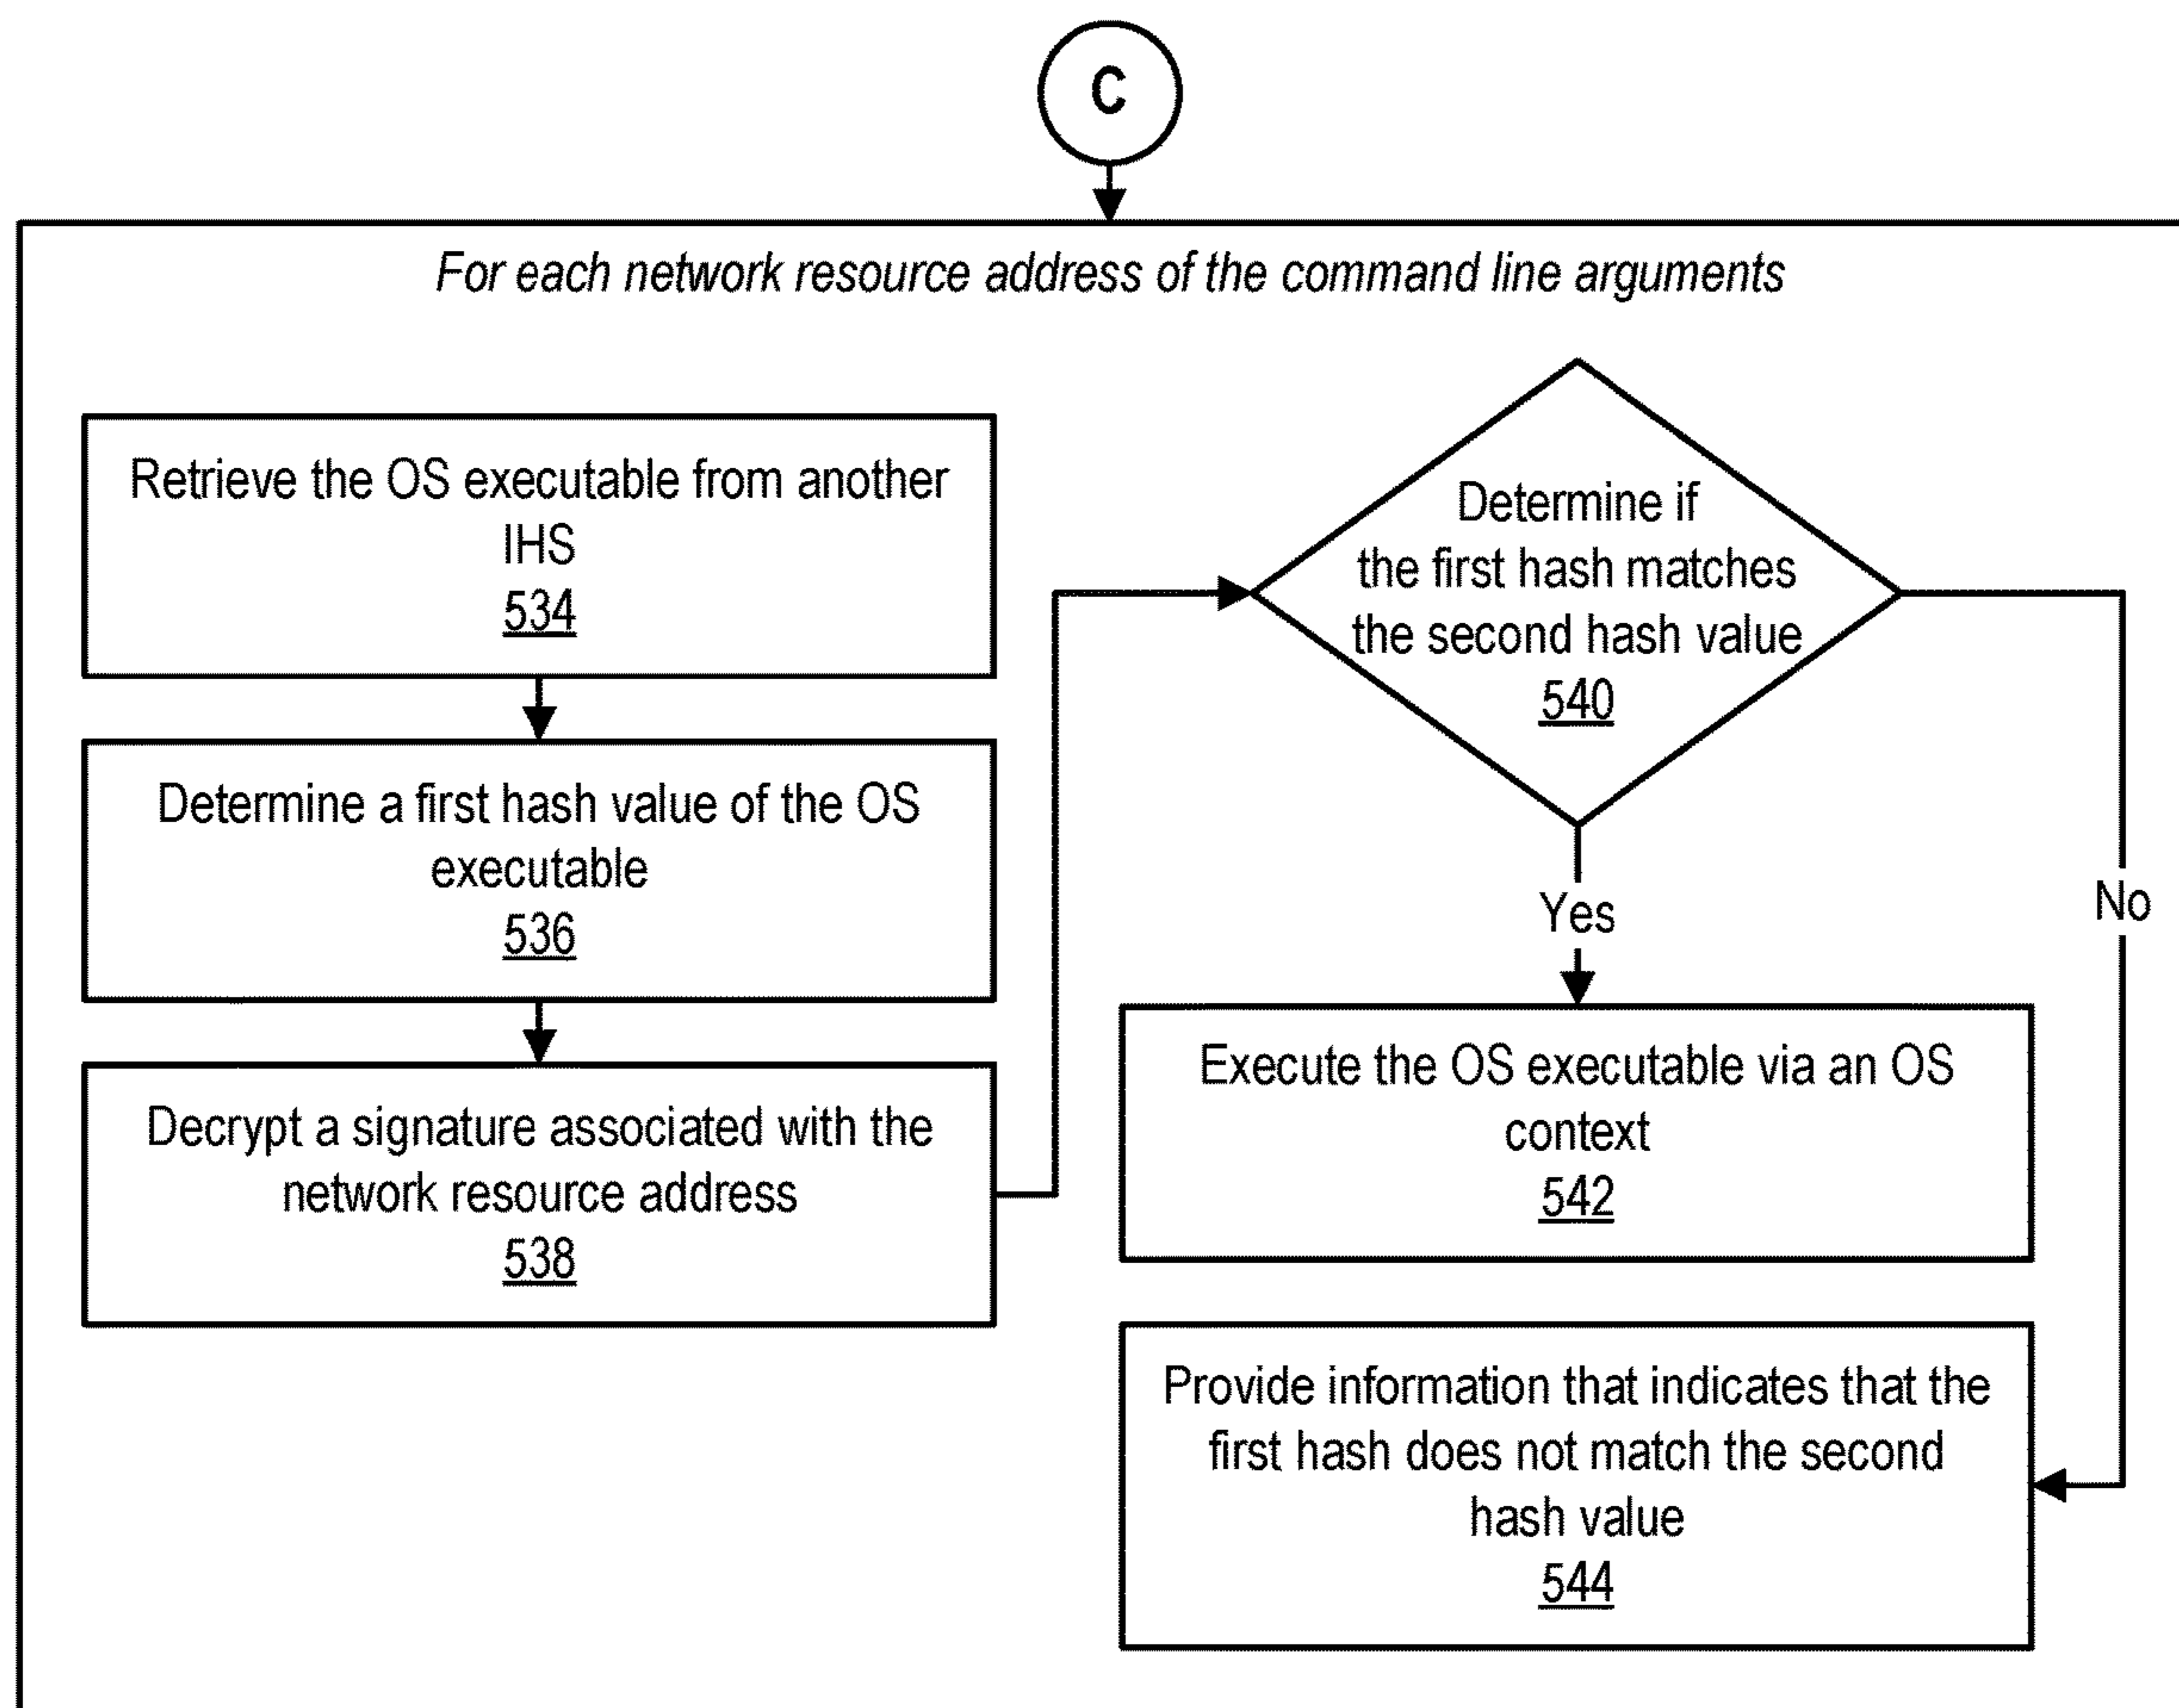 C
For each network resource address of the command line arguments
Retrieve the OS executable from another
IHS
534
Determine a first hash value of the OS
executable
536
Decrypt a signature associated with the
network resource address
538
Determine if
the first hash matches
the second hash value
540
Yes
No
Execute the OS executable via an OS
context
542
Provide information that indicates that the
first hash does not match the second
hash value
544